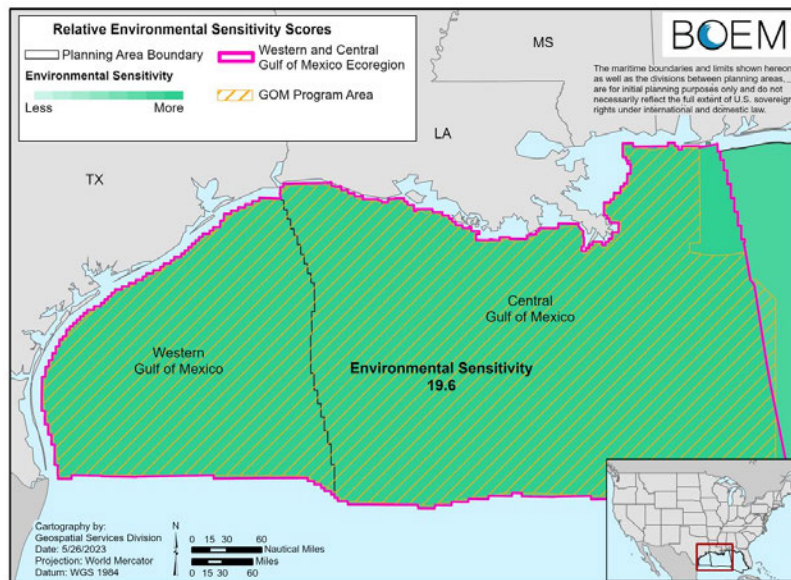 Relative Environmental Sensitivity Scores
Planning Area Boundary
Western and Central
Gulf of Mexico Ecoregion
Environmental Sensitivity
Less More
GOM Program Area
BOEM
The maritime boundaries and limits shown hereon,
as well as the divisions between planning areas,
are for initial planning purposes only and do not
necessarily reflect the full extent of U.S. sovereign
rights under international and domestic law.
MS
LA
TX
Central
Gulf of Mexico
Western
Gulf of Mexico
Environmental Sensitivity
19.6
Cartography by:
Geospatial Services Division
Date: 5/26/2023
Projection: World Mercator
Datum: WGS 1984
N
0 15 30 60
Nautical Miles
0 15 30 60
Miles